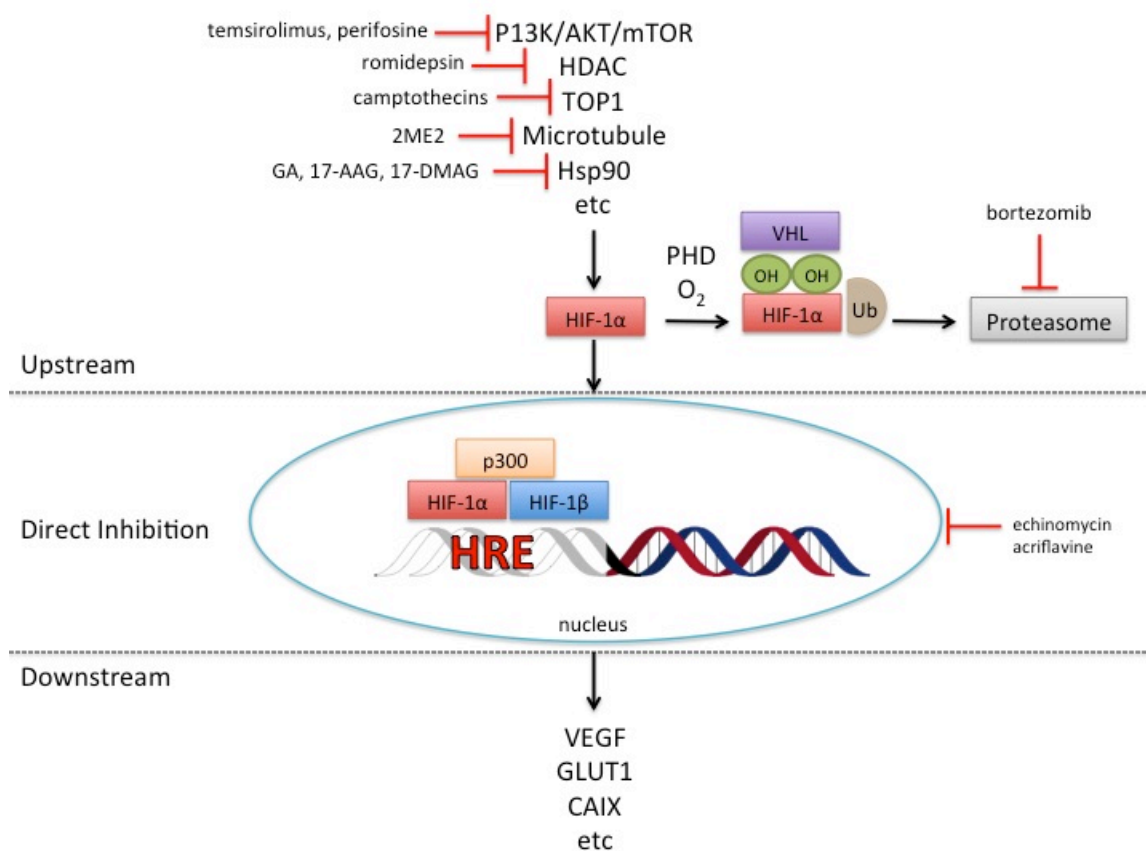 temsirolimus, perifosine
P13K/AKT/mTOR
romidepsin
HDAC
camptothecins
TOP1
2ME2
Microtubule
GA, 17-AAG, 17-DMAG
Hsp90
etc
bortezomib
VHL
PHD
O2
OH
OH
HIF-1α
HIF-1α
Ub
Proteasome
Upstream
p300
HIF-1α
HIF-1β
Direct Inhibition
HRE
echinomycin
acriflavine
nucleus
Downstream
VEGF
GLUT1
CAIX
etc